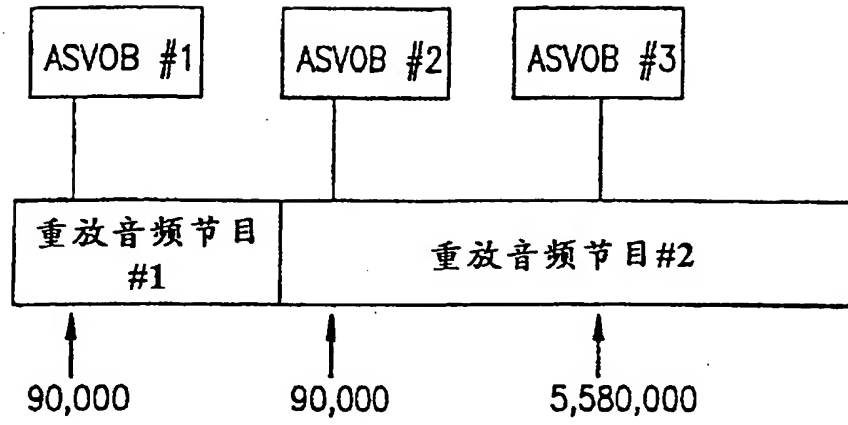 ASVOB #1
ASVOB #2
ASVOB #3
重放音频节目
#1
重放音频节目#2
90,000
90,000
5,580,000